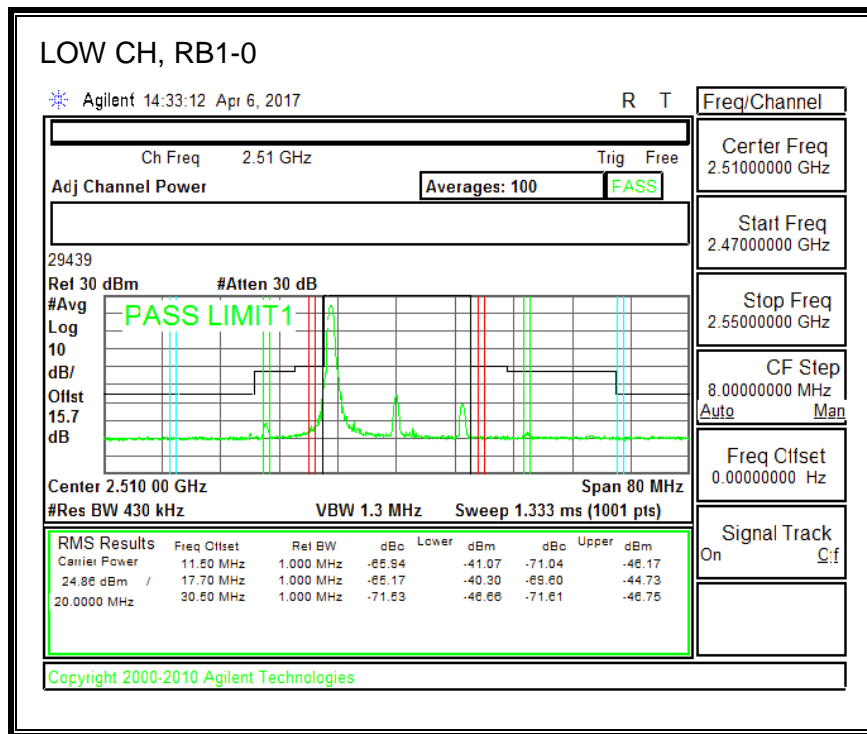 LOW CH, RB1-0
Agilent 14:33:12 Apr 6, 2017 R T
Freq/Channel
Ch Freq 2.51 GHz Trig Free
Adj Channel Power Averages: 100 PASS
Center Freq
2.51000000 GHz
Start Freq
2.47000000 GHz
Stop Freq
2.55000000 GHz
CF Step
8.00000000 MHz
Auto Man
Freq Offset
0.00000000 Hz
Signal Track
On Off
29439
Ref 30 dBm #Atten 30 dB
#Avg
Log
10
dB/
Offst
15.7
dB
PASS LIMIT1
Center 2.510 00 GHz Span 80 MHz
#Res BW 430 kHz VBW 1.3 MHz Sweep 1.333 ms (1001 pts)
RMS Results Freq Offset Ref BW dBc Lower dBm dBc Upper dBm
Carrier Power 11.50 MHz 1.000 MHz -65.94 -41.07 -71.04 -46.17
24.86 dBm / 17.70 MHz 1.000 MHz -65.17 -40.30 -69.60 -44.73
20.0000 MHz 30.50 MHz 1.000 MHz -71.53 -46.66 -71.61 -46.75
Copyright 2000-2010 Agilent Technologies